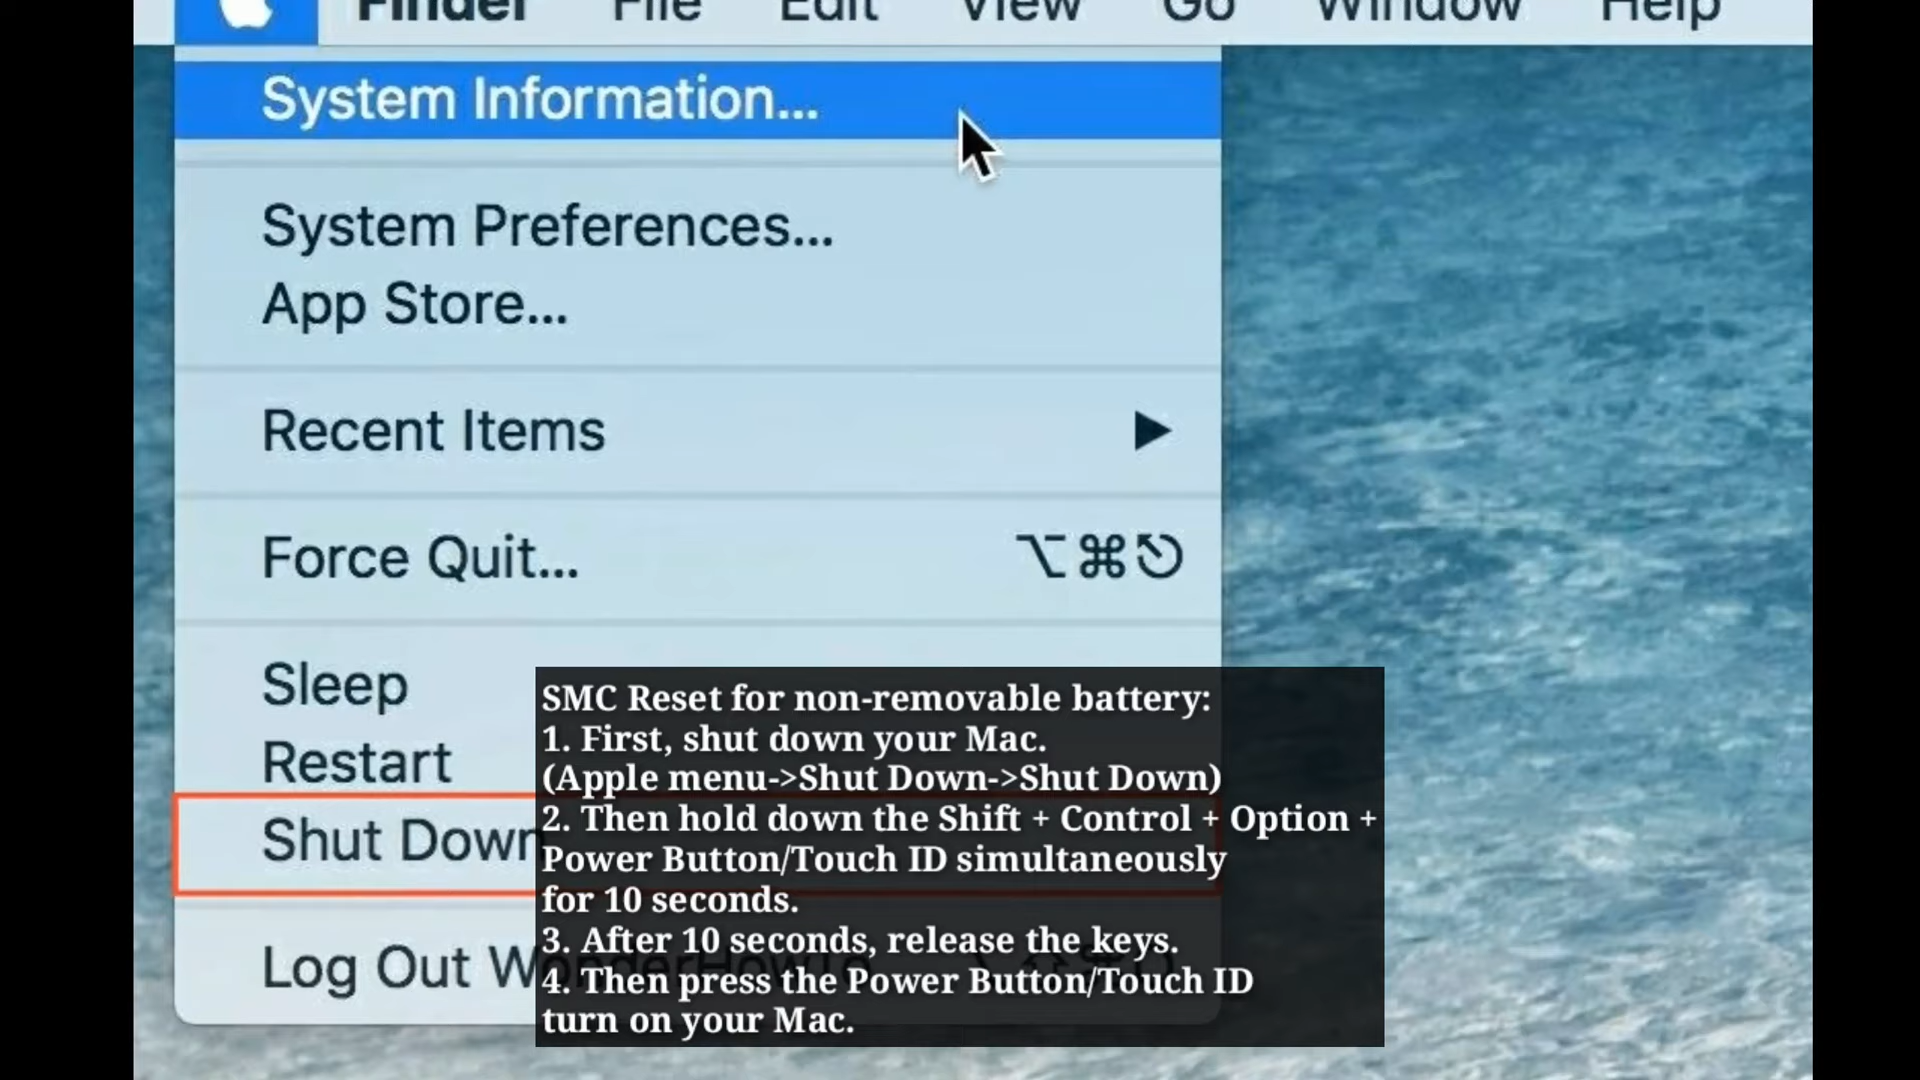 Finder File Edit View Go Window Help
System Information...
System Preferences...
App Store...
Recent Items
Force Quit... ⌥⌘⎋
Sleep
Restart
Shut Down
Log Out
SMC Reset for non-removable battery:
1. First, shut down your Mac.
(Apple menu->Shut Down->Shut Down)
2. Then hold down the Shift + Control + Option +
Power Button/Touch ID simultaneously
for 10 seconds.
3. After 10 seconds, release the keys.
4. Then press the Power Button/Touch ID
turn on your Mac.